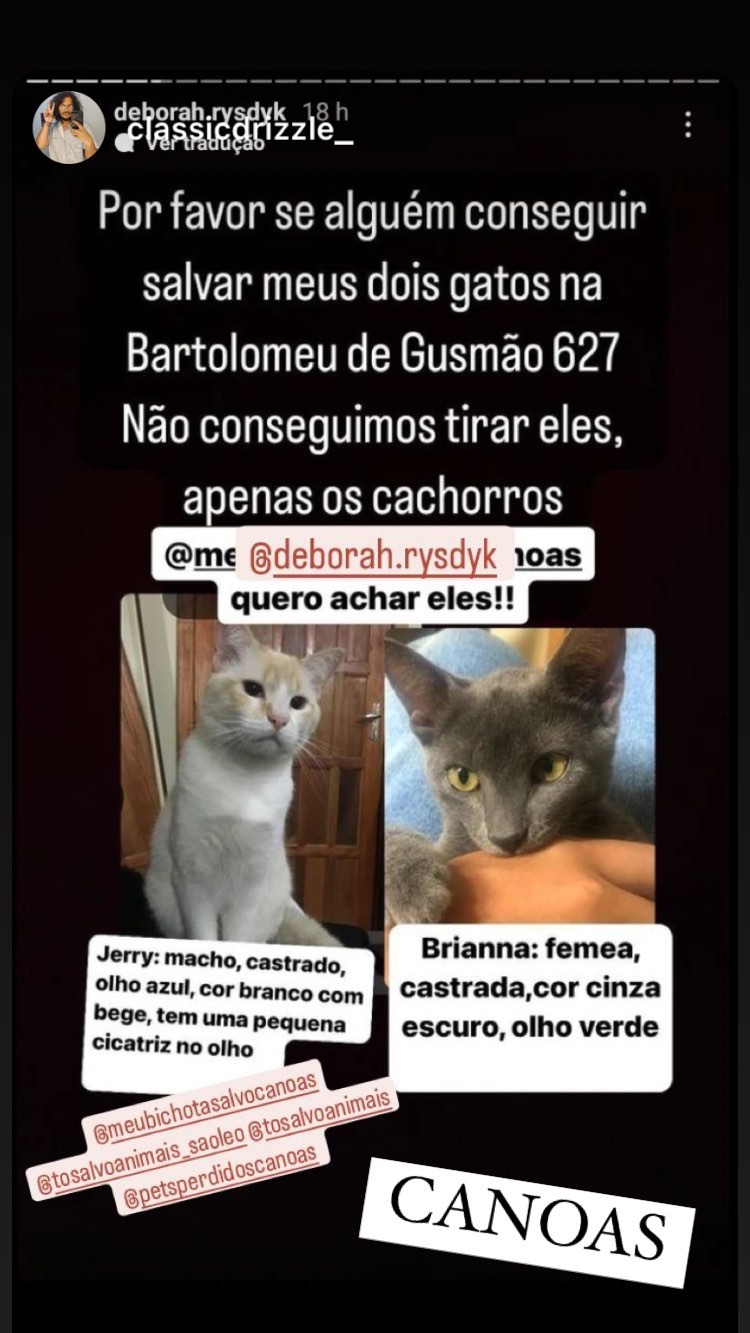 deborah.rysdyk 18 h
classicdrizzle_
Ver tradução
Por favor se alguém conseguir
salvar meus dois gatos na
Bartolomeu de Gusmão 627
Não conseguimos tirar eles,
apenas os cachorros
@me @deborah.rysdyk noas
quero achar eles!!
Jerry: macho, castrado,
olho azul, cor branco com
bege, tem uma pequena
cicatriz no olho
Brianna: femea,
castrada,cor cinza
escuro, olho verde
@meubichotasalvocanoas
@tosalvoanimais_saoleo @tosalvoanimais
@petsperdidoscanoas
CANOAS